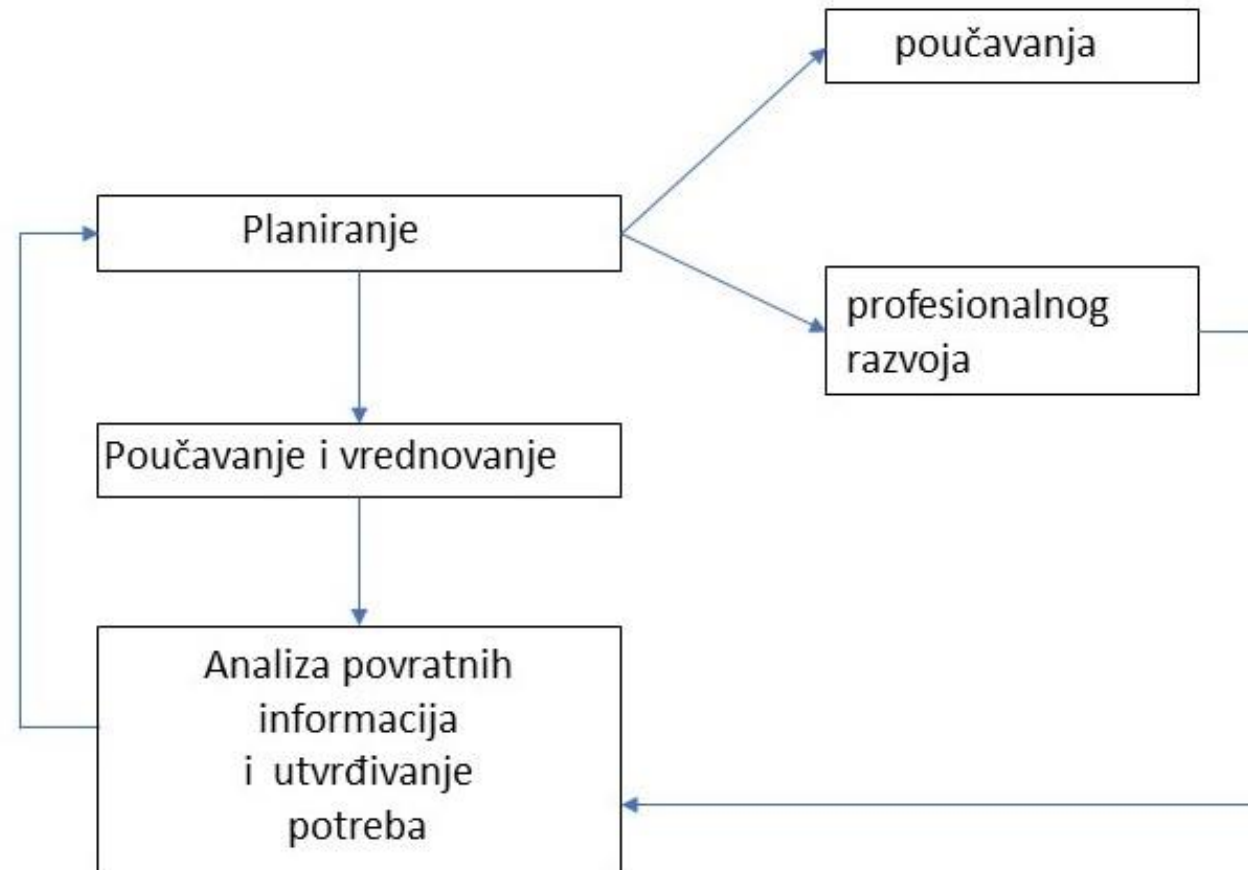 poučavanja
Planiranje
profesionalnog
razvoja
Poučavanje i vrednovanje
Analiza povratnih
informacija
i utvrđivanje
potreba